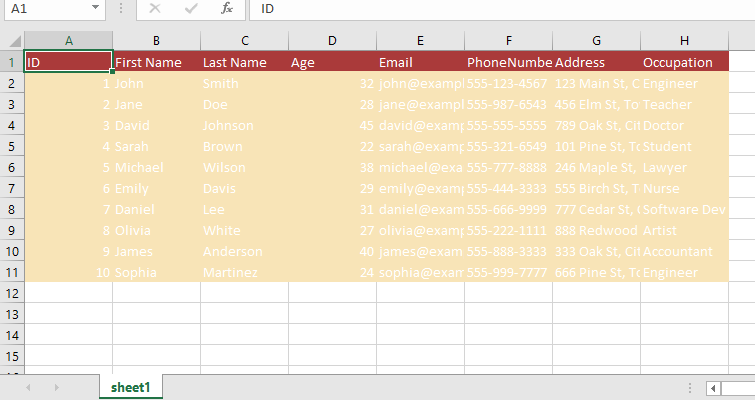 A1 fx ID
A B C D E F G H
1 ID First Name Last Name Age Email PhoneNumbe Address Occupation
2 1 John Smith 32 john@exampl 555-123-4567 123 Main St, C Engineer
3 2 Jane Doe 28 jane@exampl 555-987-6543 456 Elm St, To Teacher
4 3 David Johnson 45 david@examp 555-555-5555 789 Oak St, Cit Doctor
5 4 Sarah Brown 22 sarah@examp 555-321-6549 101 Pine St, To Student
6 5 Michael Wilson 38 michael@exa 555-777-8888 246 Maple St, Lawyer
7 6 Emily Davis 29 emily@examp 555-444-3333 555 Birch St, T Nurse
8 7 Daniel Lee 31 daniel@exam 555-666-9999 777 Cedar St, Software Dev
9 8 Olivia White 27 olivia@examp 555-222-1111 888 Redwood Artist
10 9 James Anderson 40 james@exam 555-888-3333 333 Oak St, Cit Accountant
11 10 Sophia Martinez 24 sophia@exam 555-999-7777 666 Pine St, To Engineer
12
13
14
15
sheet1